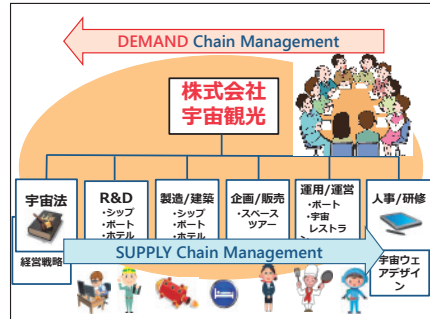 DEMAND Chain Management
株式会社
宇宙観光
宇宙法
経営戦略
R&D
・シップ
・ポート
・ホテル
製造/建築
・シップ
・ポート
・ホテル
企画/販売
・スペース
ツアー
運用/運営
・ポート
・宇宙
レストラ
人事/研修
SUPPLY Chain Management
宇宙ウェ
アデザイ
ン